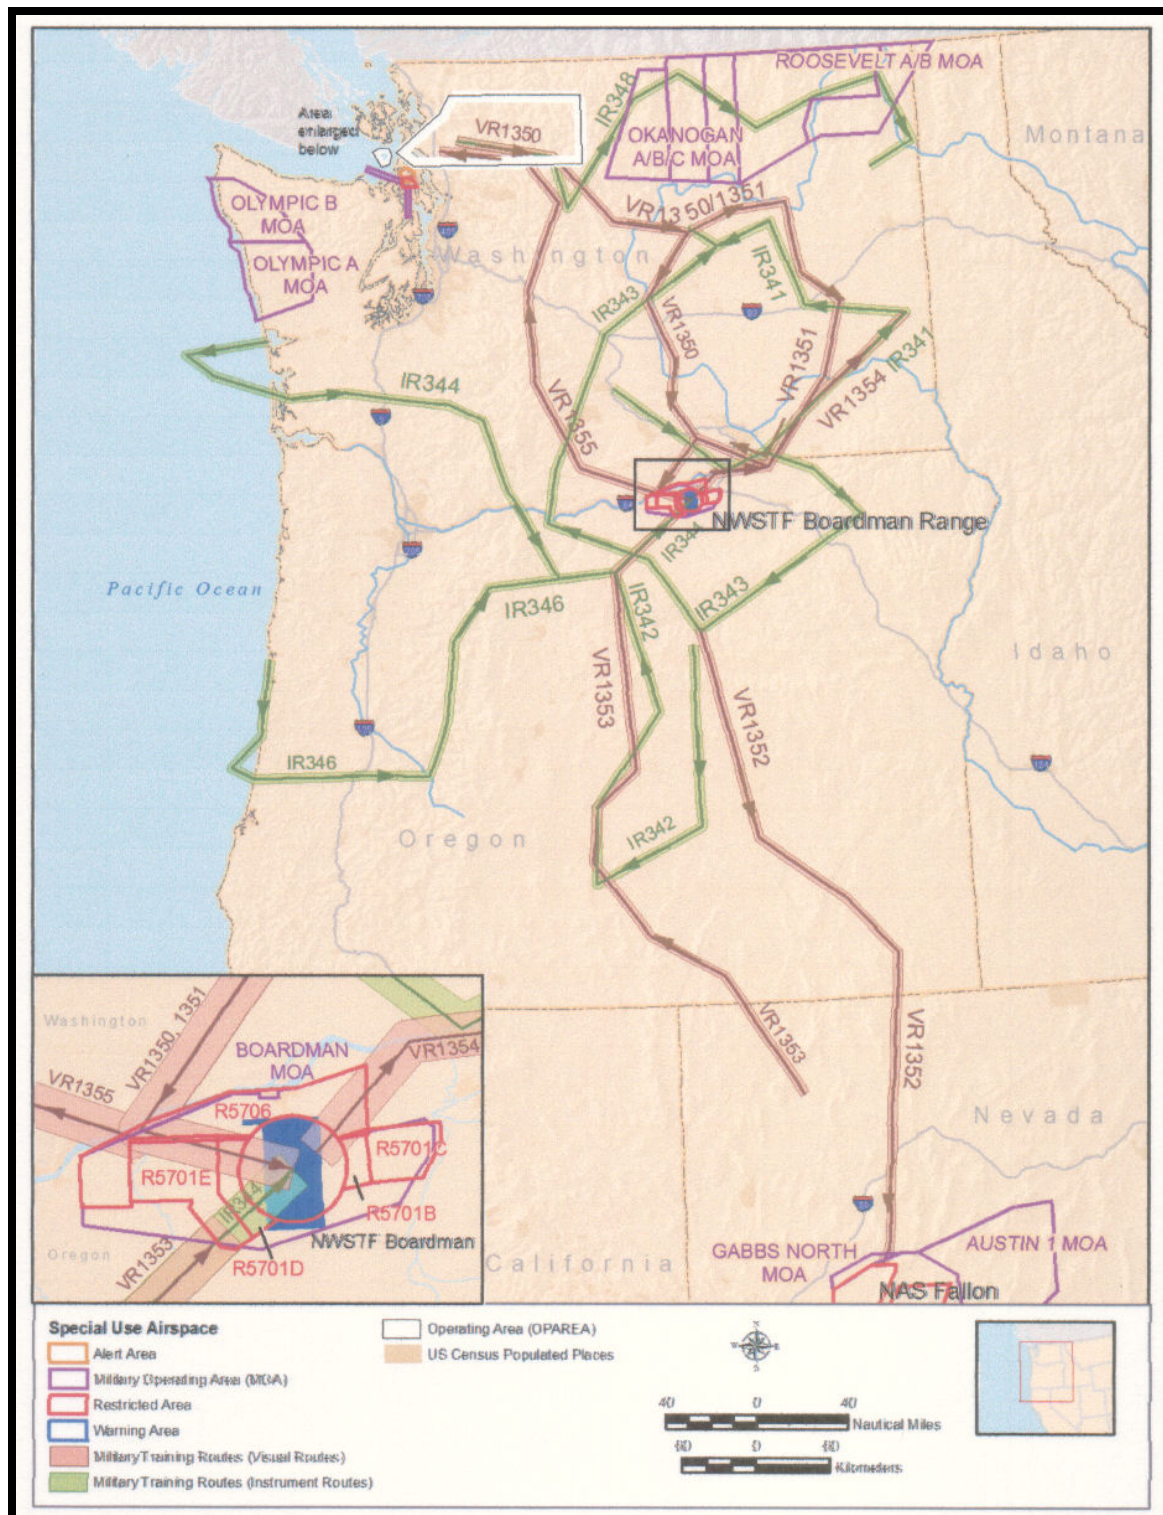 ROOSEVELT A/B MOA
IR348
Area
enlarged
below
VR1350
OKANOGAN
A/B/C MOA
Montana
OLYMPIC B
MOA
VR1350/1351
Washington
OLYMPIC A
MOA
IR341
IR343
VR1350
VR1351
IR341
IR344
VR1354
VR1355
NWSTF Boardman Range
IR344
Pacific Ocean
IR346
IR342
IR343
Idaho
VR1353
VR1352
IR346
IR342
Oregon
VR1353
VR1352
Nevada
California
GABBS NORTH
MOA
AUSTIN 1 MOA
NAS Fallon
Washington
VR1350, 1351
BOARDMAN
MOA
VR1354
VR1355
R5706
R5701C
R5701E
IR344
R5701B
NWSTF Boardman
Oregon
VR1353
R5701D
Special Use Airspace
Alert Area
Military Operating Area (MOA)
Restricted Area
Warning Area
Military Training Routes (Visual Routes)
Military Training Routes (Instrument Routes)
Operating Area (OPAREA)
US Census Populated Places
N
W E
S
40 0 40
Nautical Miles
0
Kilometers